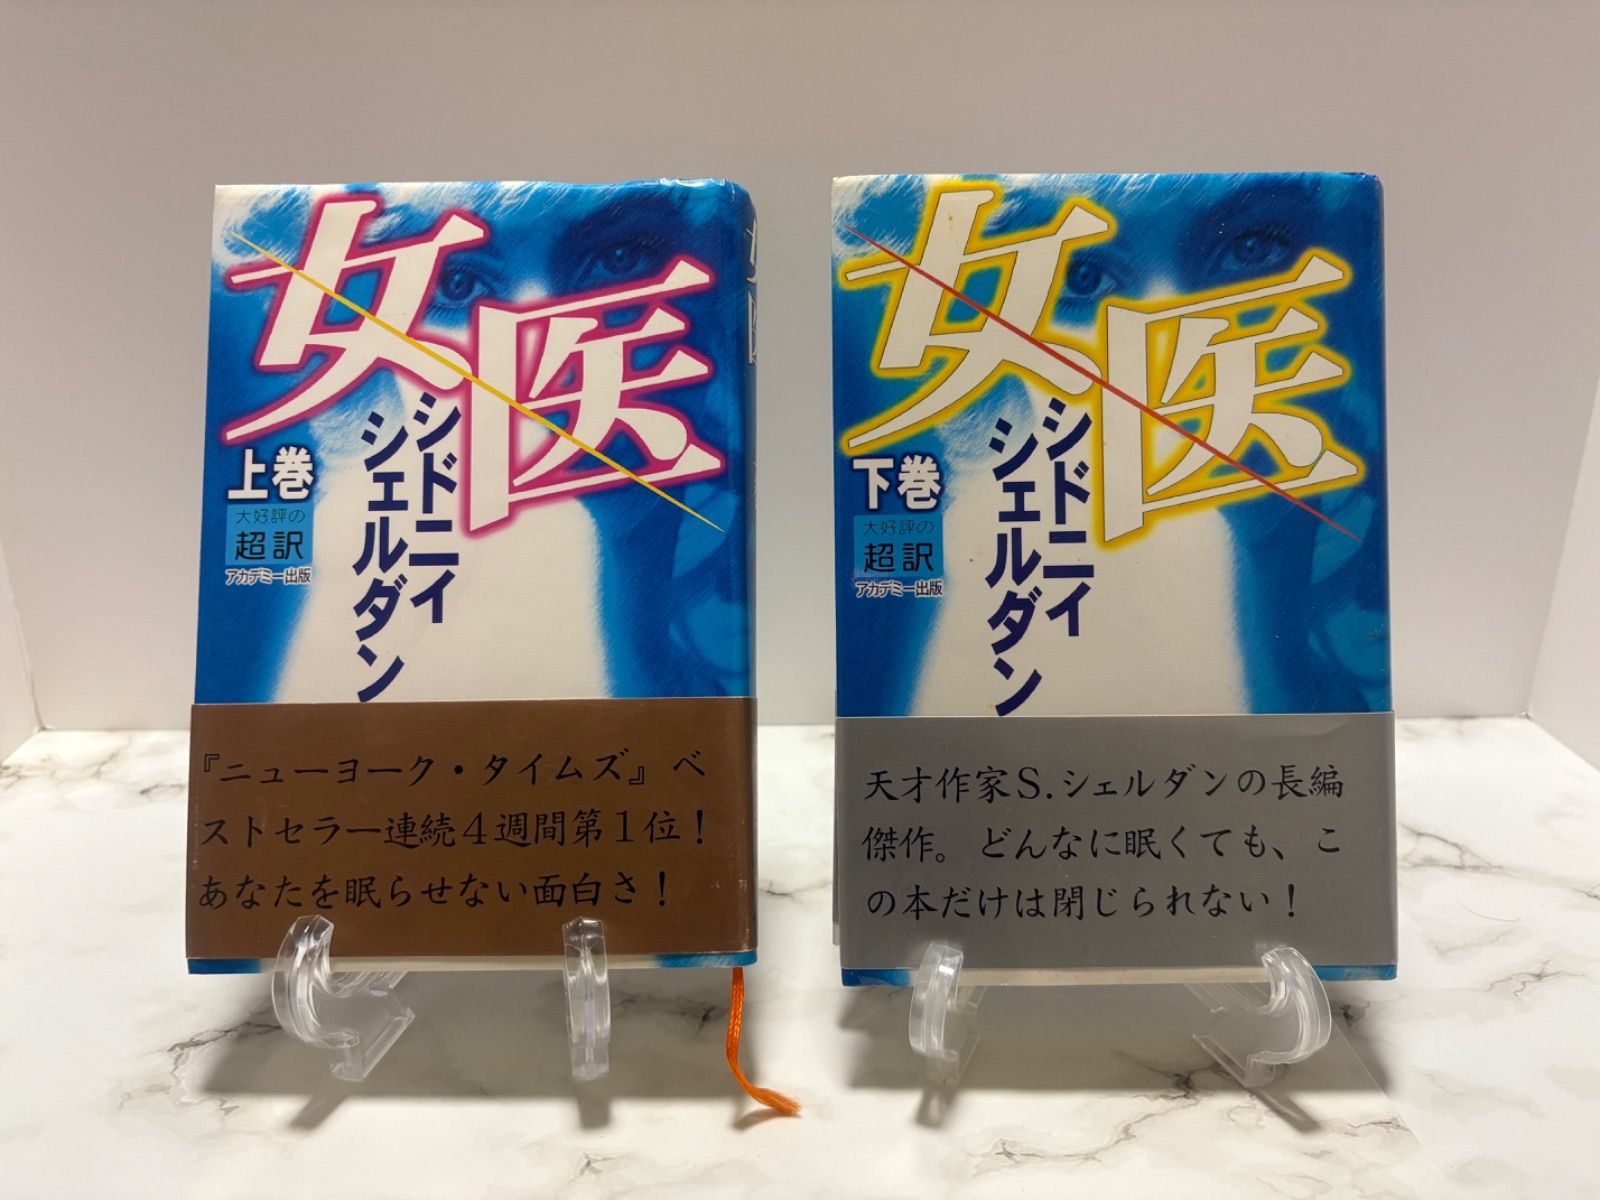 女医
シドニィ
シェルダン
上巻
大好評の
超訳
アカデミー出版
『ニューヨーク・タイムズ』ベ
ストセラー連続4週間第1位!
あなたを眠らせない面白さ!
女医
シドニィ
シェルダン
下巻
大好評の
超訳
アカデミー出版
天才作家S.シェルダンの長編
傑作。どんなに眠くても、こ
の本だけは閉じられない!